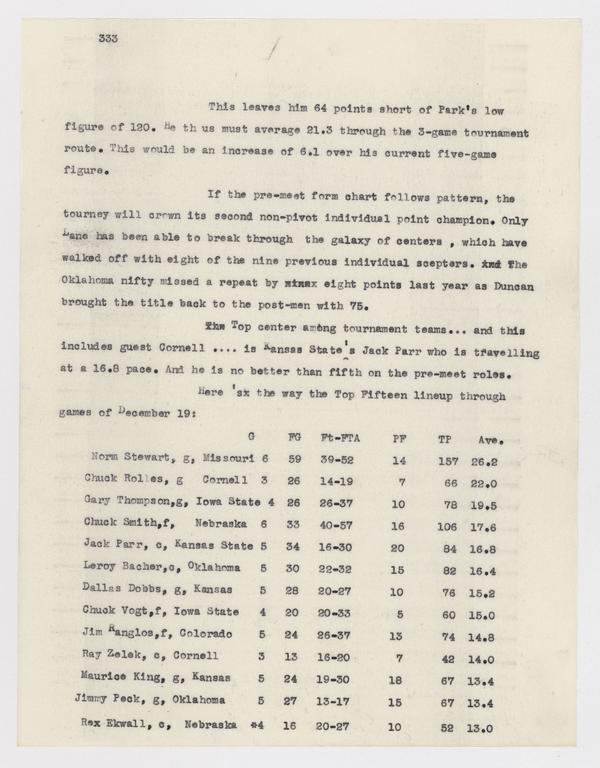 333
This leaves him 64 points short of Park's low
figure of 120. He th us must average 21.3 through the 3-game tournament
route. This would be an increase of 6.1 over his current five-game
figure.
If the pre-meet form chart follows pattern, the
tourney will crown its second non-pivot individual point champion. Only
Lane has been able to break through the galaxy of centers , which have
walked off with eight of the nine previous individual scepters. And The
Oklahoma nifty missed a repeat by eight points last year as Duncan
brought the title back to the post-men with 75.
The Top center among tournament teams... and this
includes guest Cornell .... is Kansas State's Jack Parr who is travelling
at a 16.8 pace. And he is no better than fifth on the pre-meet roles.
Here 'sx the way the Top Fifteen lineup through
games of December 19:
G FG Ft-FTA PF TP Ave.
Norm Stewart, g, Missouri 6 59 39-52 14 157 26.2
Chuck Rolles, g Cornell 3 26 14-19 7 66 22.0
Gary Thompson,g, Iowa State 4 26 26-37 10 78 19.5
Chuck Smith,f, Nebraska 6 33 40-57 16 106 17.6
Jack Parr, c, Kansas State 5 34 16-30 20 84 16.8
Leroy Bacher,c, Oklahoma 5 30 22-32 15 82 16.4
Dallas Dobbs, g, Kansas 5 28 20-27 10 76 15.2
Chuck Vogt,f, Iowa State 4 20 20-33 5 60 15.0
Jim Ranglos,f, Colorado 5 24 26-37 13 74 14.8
Ray Zelek, c, Cornell 3 13 16-20 7 42 14.0
Maurice King, g, Kansas 5 24 19-30 18 67 13.4
Jimmy Peck, g, Oklahoma 5 27 13-17 15 67 13.4
Rex Ekwall, c, Nebraska *4 16 20-27 10 52 13.0